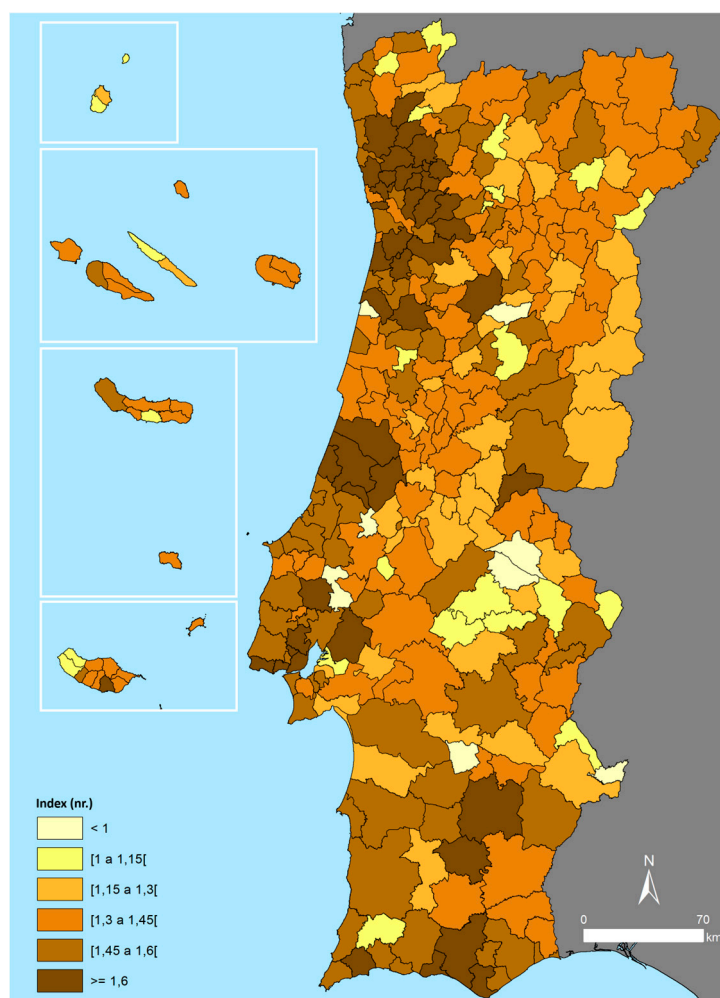 Index (nr.)
< 1
[1 a 1,15[
[1,15 a 1,3[
[1,3 a 1,45[
[1,45 a 1,6[
>= 1,6
N
0 70
km